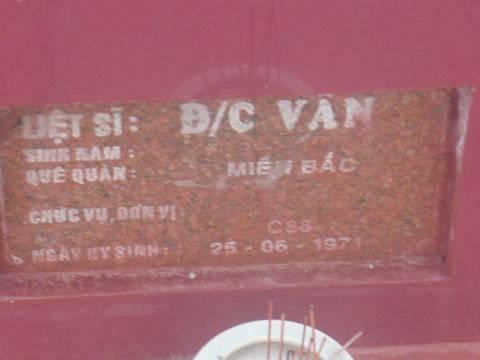 LIỆT SĨ: Đ/C VAN
SINH NĂM:
QUÊ QUÁN: MIỀN BẮC
CHỨC VỤ, ĐƠN VỊ: C88
NGÀY HY SINH: 25 - 06 - 1971